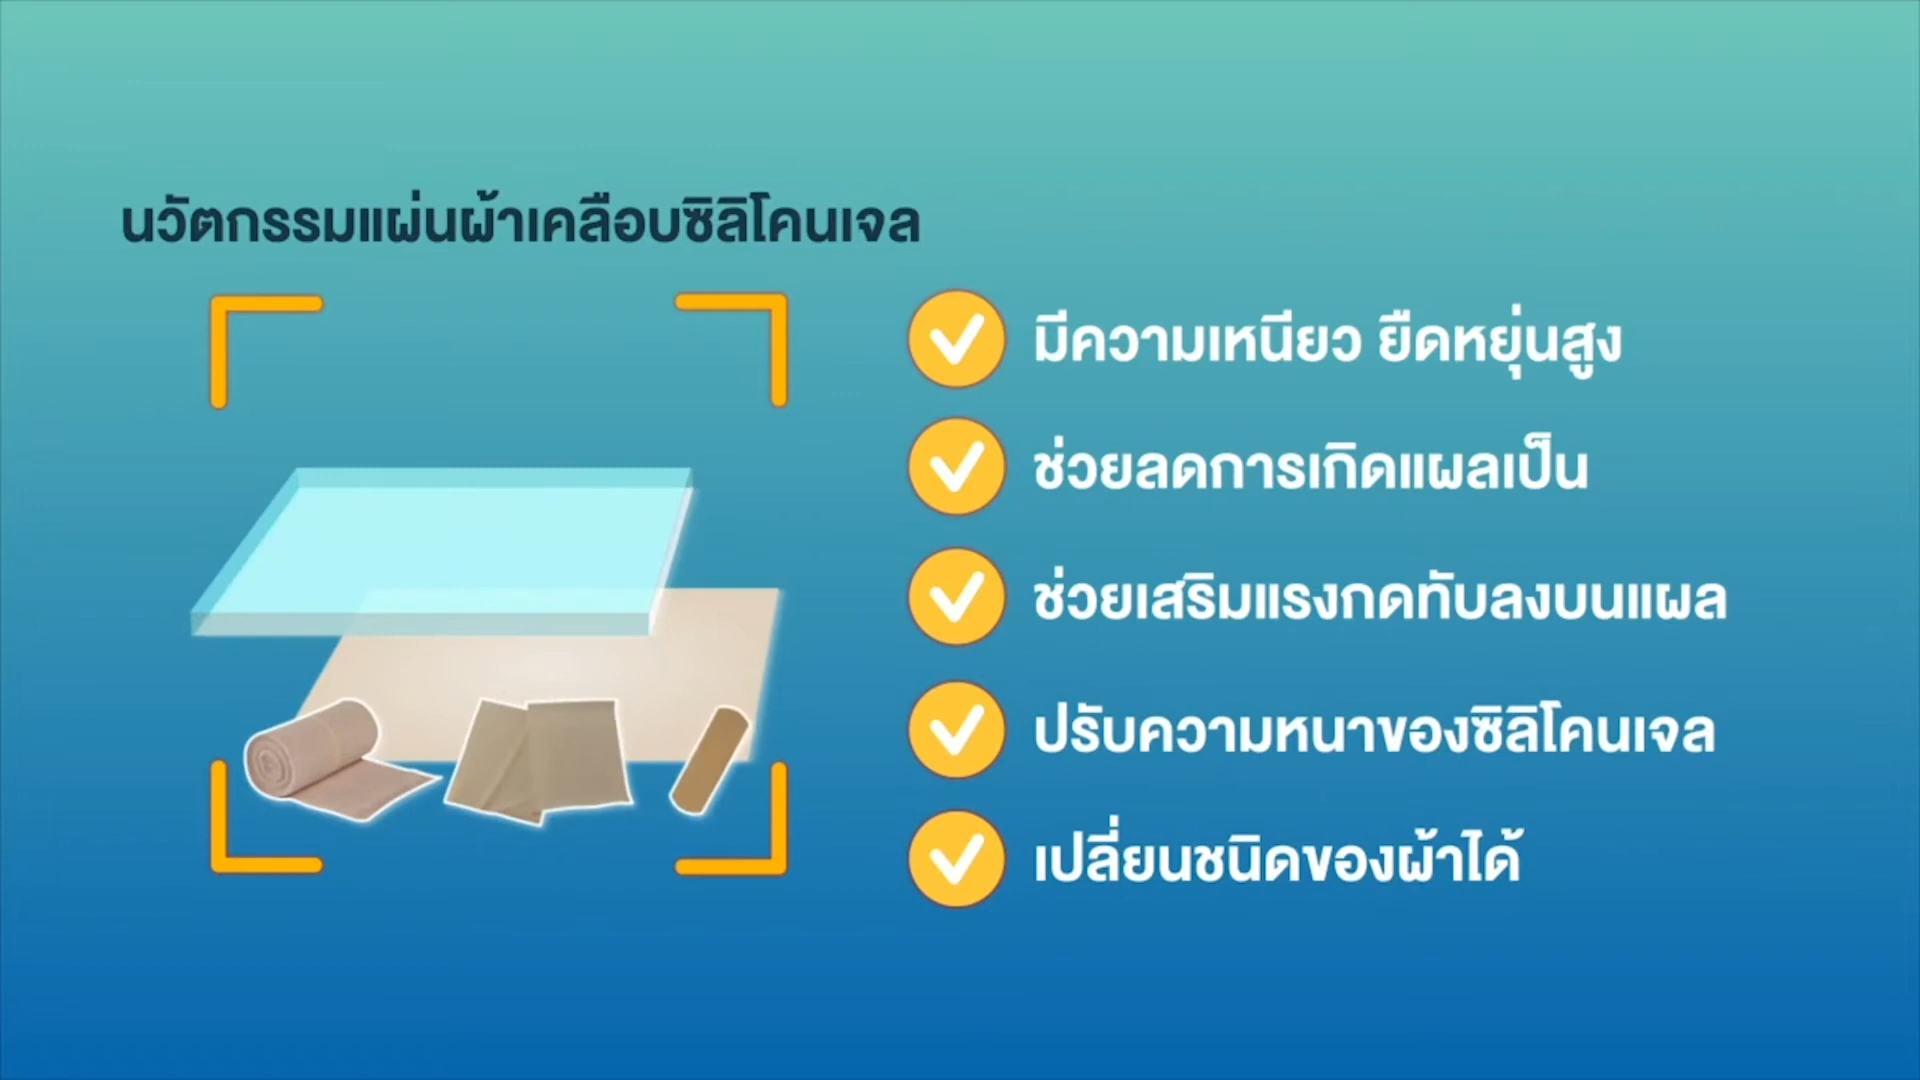 นวัตกรรมแผ่นผ้าเคลือบซิลิโคนเจล
มีความเหนียว ยืดหยุ่นสูง
ช่วยลดการเกิดแผลเป็น
ช่วยเสริมแรงกดทับลงบนแผล
ปรับความหนาของซิลิโคนเจล
เปลี่ยนชนิดของผ้าได้